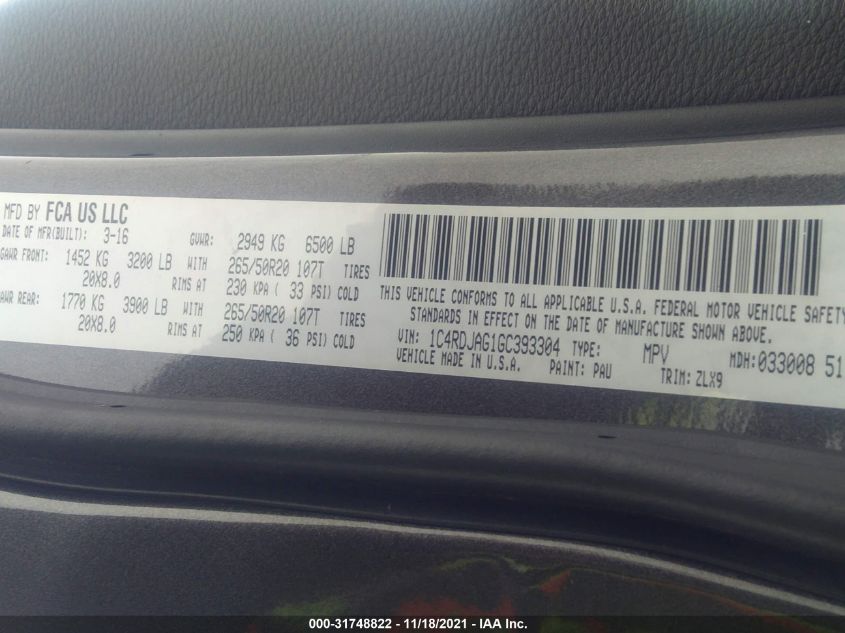 MFD BY FCA US LLC
DATE OF MFR(BUILT): 3-16 GVWR: 2949 KG 6500 LB
GAWR FRONT: 1452 KG 3200 LB WITH 265/50R20 107T TIRES
20X8.0 RIMS AT 230 KPA ( 33 PSI) COLD
AWR REAR: 1770 KG 3900 LB WITH 265/50R20 107T TIRES
20X8.0 RIMS AT 250 KPA ( 36 PSI) COLD
THIS VEHICLE CONFORMS TO ALL APPLICABLE U.S.A. FEDERAL MOTOR VEHICLE SAFETY
STANDARDS IN EFFECT ON THE DATE OF MANUFACTURE SHOWN ABOVE.
VIN: 1C4RDJAG1GC393304 TYPE: MPV MDH:033008 51
VEHICLE MADE IN U.S.A. PAINT: PAU TRIM: ZLX9
000-31748822 - 11/18/2021 - IAA Inc.